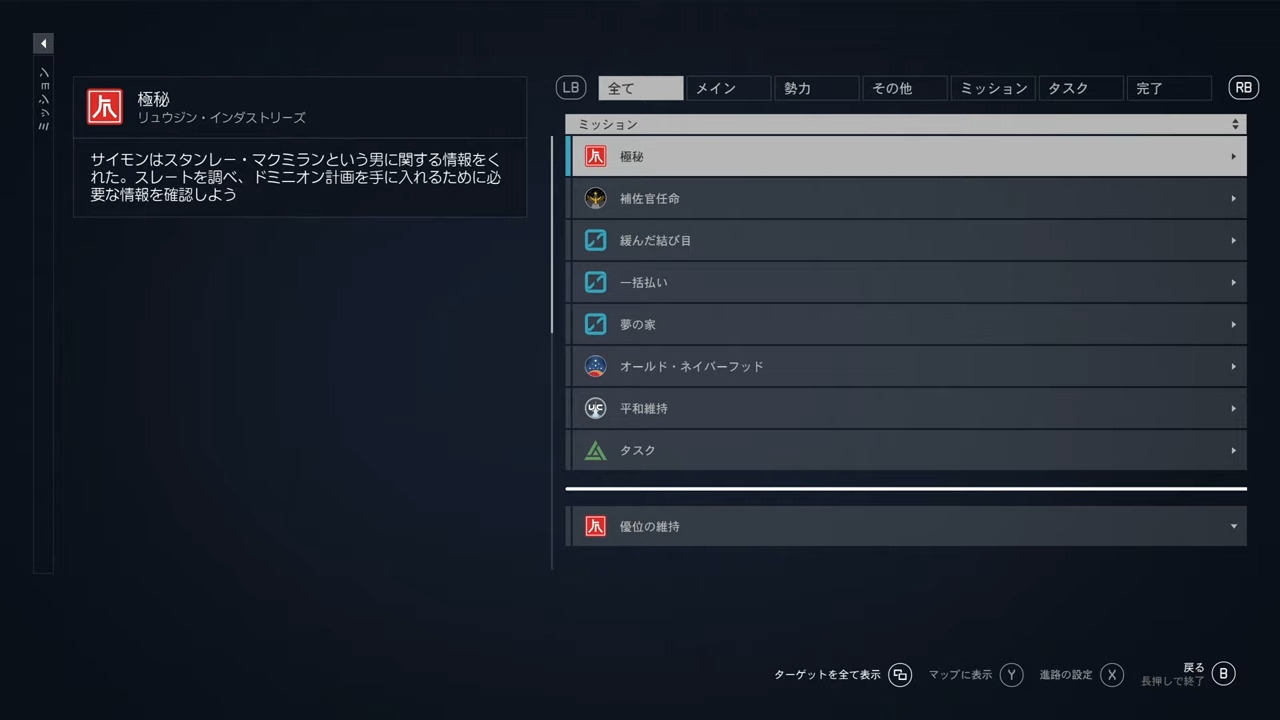 ミッション
極秘
リュウジン・インダストリーズ
サイモンはスタンレー・マクミランという男に関する情報をく
れた。スレートを調べ、ドミニオン計画を手に入れるために必
要な情報を確認しよう
LB 全て メイン 勢力 その他 ミッション タスク 完了 RB
ミッション
極秘
補佐官任命
緩んだ結び目
一括払い
夢の家
オールド・ネイバーフッド
UC 平和維持
タスク
優位の維持
ターゲットを全て表示 マップに表示 Y 進路の設定 X 戻る B
長押しで終了